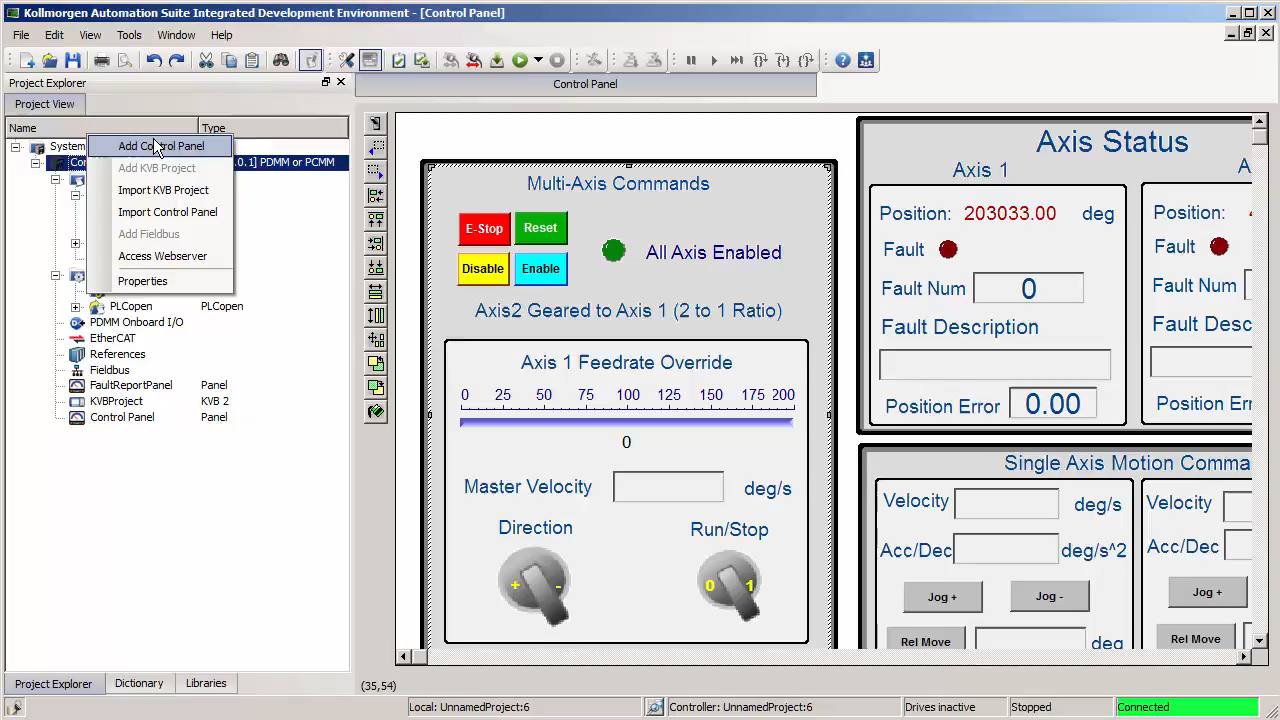 Kollmorgen Automation Suite Integrated Development Environment - [Control Panel]
File Edit View Tools Window Help
Project Explorer
Control Panel
Project View
Name Type
System
Add Control Panel
PDMM or PCMM
Add KVB Project
Import KVB Project
Import Control Panel
Add Fieldbus
Access Webserver
Properties
PLCopen PLCopen
PDMM Onboard I/O
EtherCAT
References
Fieldbus
FaultReportPanel Panel
KVBProject KVB 2
Control Panel Panel
Project Explorer Dictionary Libraries
Multi-Axis Commands
E-Stop Reset
All Axis Enabled
Disable Enable
Axis2 Geared to Axis 1 (2 to 1 Ratio)
Axis 1 Feedrate Override
0 25 50 75 100 125 150 175 200
0
Master Velocity deg/s
Direction Run/Stop
+ - 0 1
Axis Status
Axis 1
Position: 203033.00 deg Position:
Fault Fault
Fault Num 0 Fault Num
Fault Description Fault Desc
Position Error 0.00 Position Error
Single Axis Motion Comma
Velocity deg/s Velocity
Acc/Dec deg/s^2 Acc/Dec
Jog + Jog - Jog +
Rel Move deg Rel Move
(35,54)
Local: UnnamedProject:6 Controller: UnnamedProject:6 Drives inactive Stopped Connected